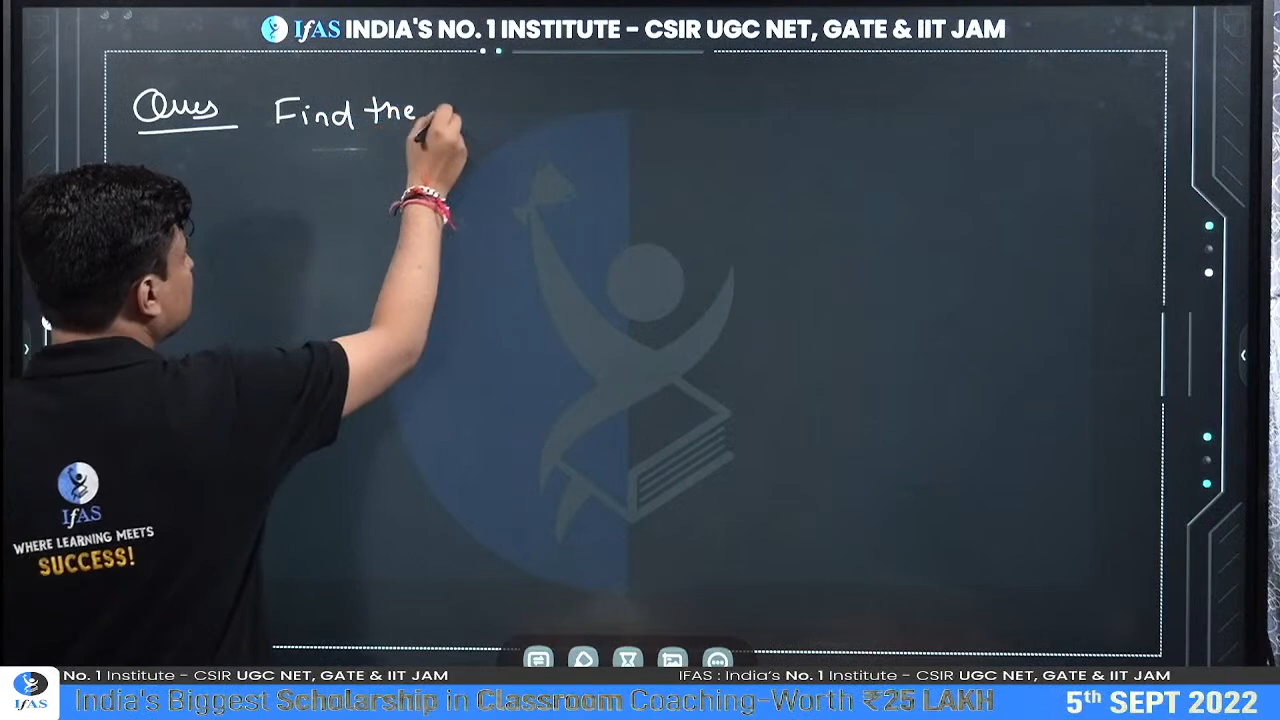 IfAS INDIA'S NO. 1 INSTITUTE – CSIR UGC NET, GATE & IIT JAM
Ques Find the
IfAS
WHERE LEARNING MEETS
SUCCESS!
No. 1 Institute – CSIR UGC NET, GATE & IIT JAM
IFAS : India's No. 1 Institute – CSIR UGC NET, GATE & IIT JAM
IFAS
India's Biggest Scholarship in Classroom Coaching-Worth ₹25 LAKH
5th SEPT 2022